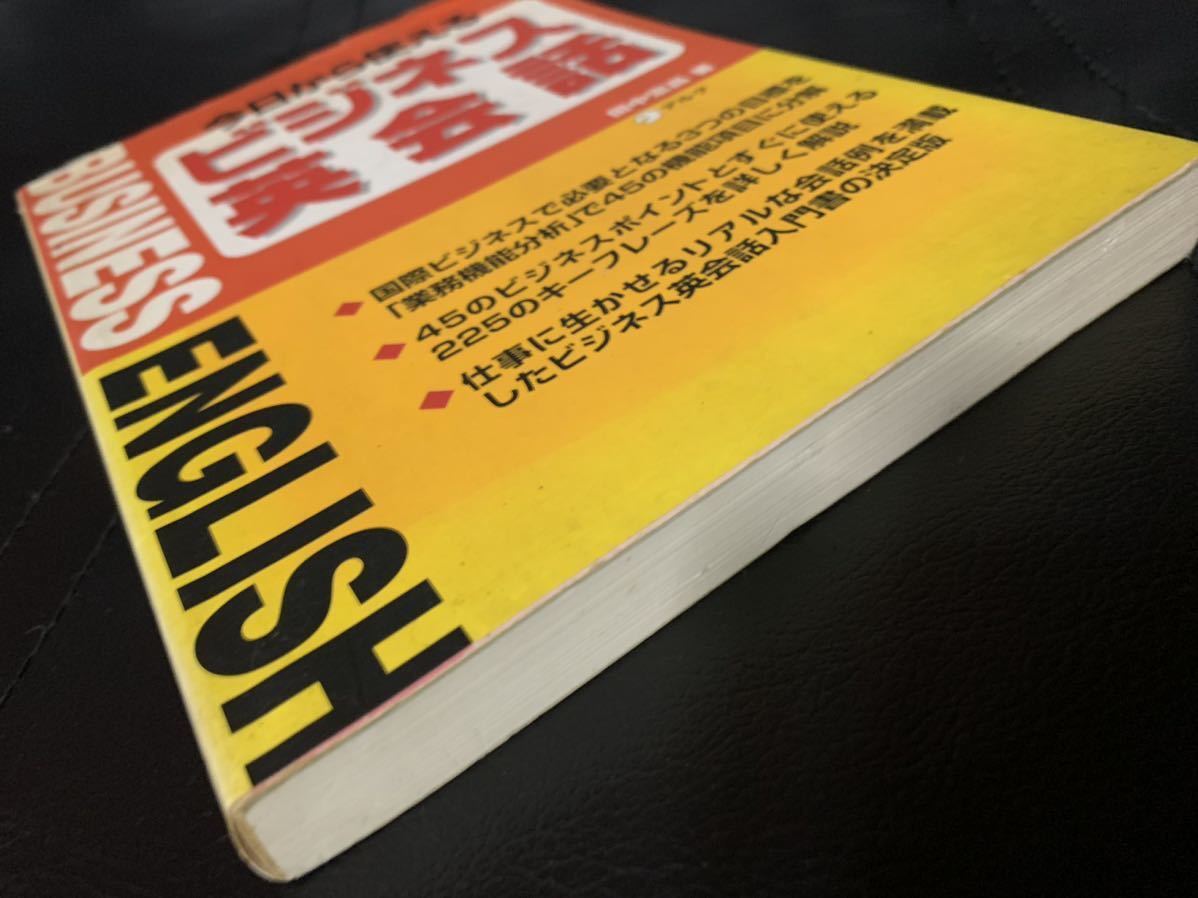 今日から使える
ビジネス
英会話
著
アルク
BUSINESS ENGLISH
国際ビジネスで必要となる3つの目標を
「業務機能分析」で45の機能項目に分解
45のビジネスポイントとすぐに使える
225のキーフレーズを詳しく解説
仕事に生かせるリアルな会話例を満載
したビジネス英会話入門書の決定版